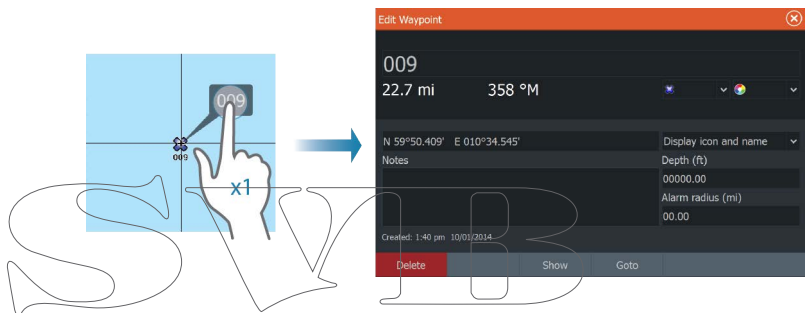 009
009
x1
Edit Waypoint
009
22.7 mi 358 °M
N 59°50.409' E 010°34.545' Display icon and name
Notes Depth (ft)
00000.00
Alarm radius (mi)
00.00
Created: 1:40 pm 10/01/2014
Delete Show Goto
SyB